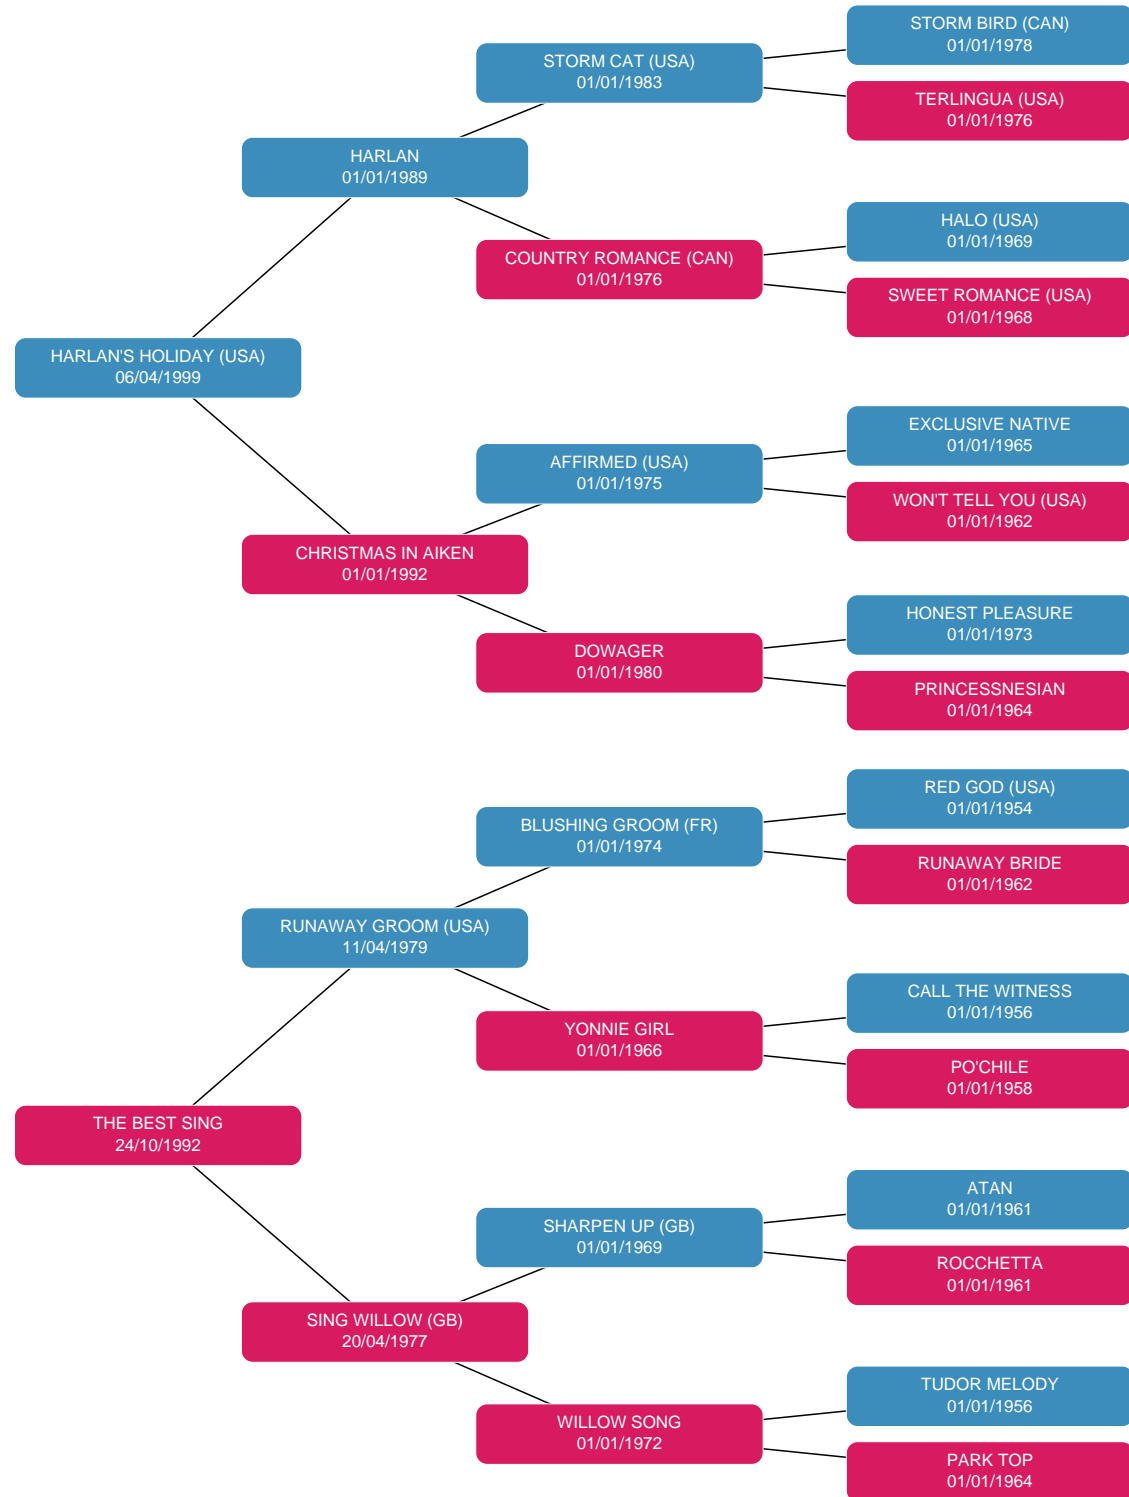 STORM BIRD (CAN)
01/01/1978
STORM CAT (USA)
01/01/1983
TERLINGUA (USA)
01/01/1976
HARLAN
01/01/1989
HALO (USA)
01/01/1969
COUNTRY ROMANCE (CAN)
01/01/1976
SWEET ROMANCE (USA)
01/01/1968
HARLAN'S HOLIDAY (USA)
06/04/1999
EXCLUSIVE NATIVE
01/01/1965
AFFIRMED (USA)
01/01/1975
WON'T TELL YOU (USA)
01/01/1962
CHRISTMAS IN AIKEN
01/01/1992
HONEST PLEASURE
01/01/1973
DOWAGER
01/01/1980
PRINCESSNESIAN
01/01/1964
RED GOD (USA)
01/01/1954
BLUSHING GROOM (FR)
01/01/1974
RUNAWAY BRIDE
01/01/1962
RUNAWAY GROOM (USA)
11/04/1979
CALL THE WITNESS
01/01/1956
YONNIE GIRL
01/01/1966
PO'CHILE
01/01/1958
THE BEST SING
24/10/1992
ATAN
01/01/1961
SHARPEN UP (GB)
01/01/1969
ROCCHETTA
01/01/1961
SING WILLOW (GB)
20/04/1977
TUDOR MELODY
01/01/1956
WILLOW SONG
01/01/1972
PARK TOP
01/01/1964